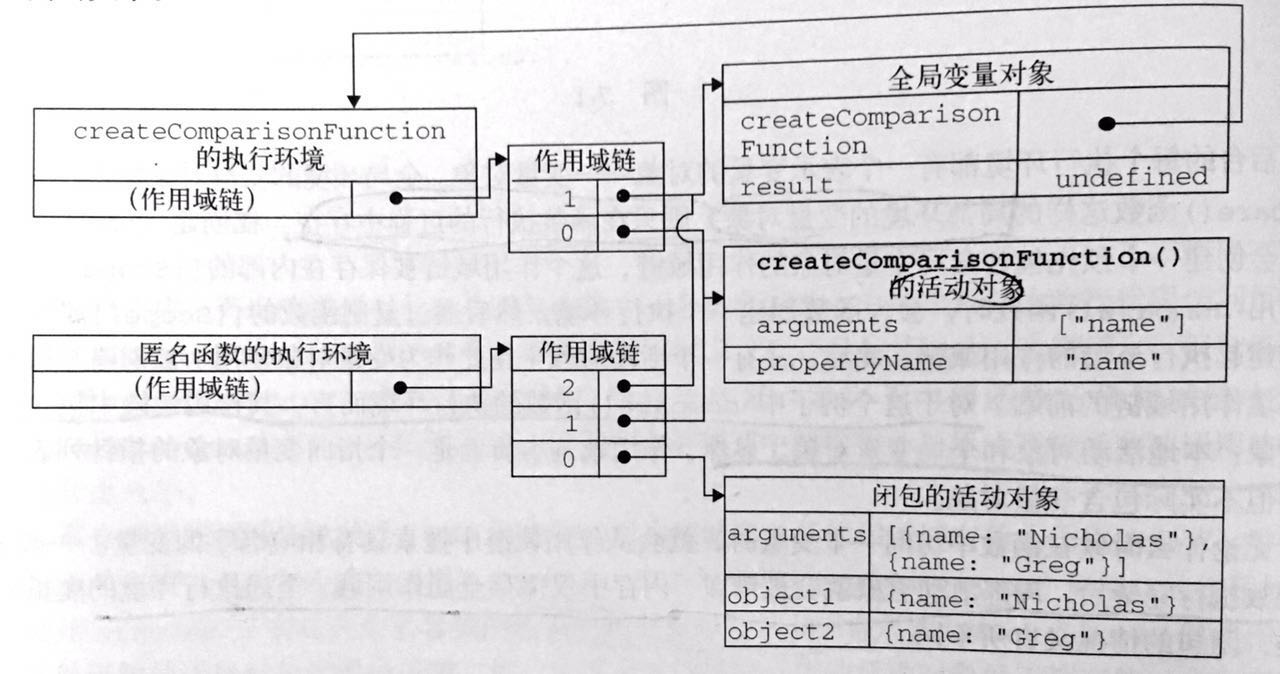 createComparisonFunction
的执行环境
(作用域链)
作用域链
1
0
全局变量对象
createComparison
Function
result
undefined
createComparisonFunction()
的活动对象
arguments
["name"]
propertyName
"name"
匿名函数的执行环境
(作用域链)
作用域链
2
1
0
闭包的活动对象
arguments
[{name: "Nicholas"},
{name: "Greg"}]
object1
{name: "Nicholas"}
object2
{name: "Greg"}